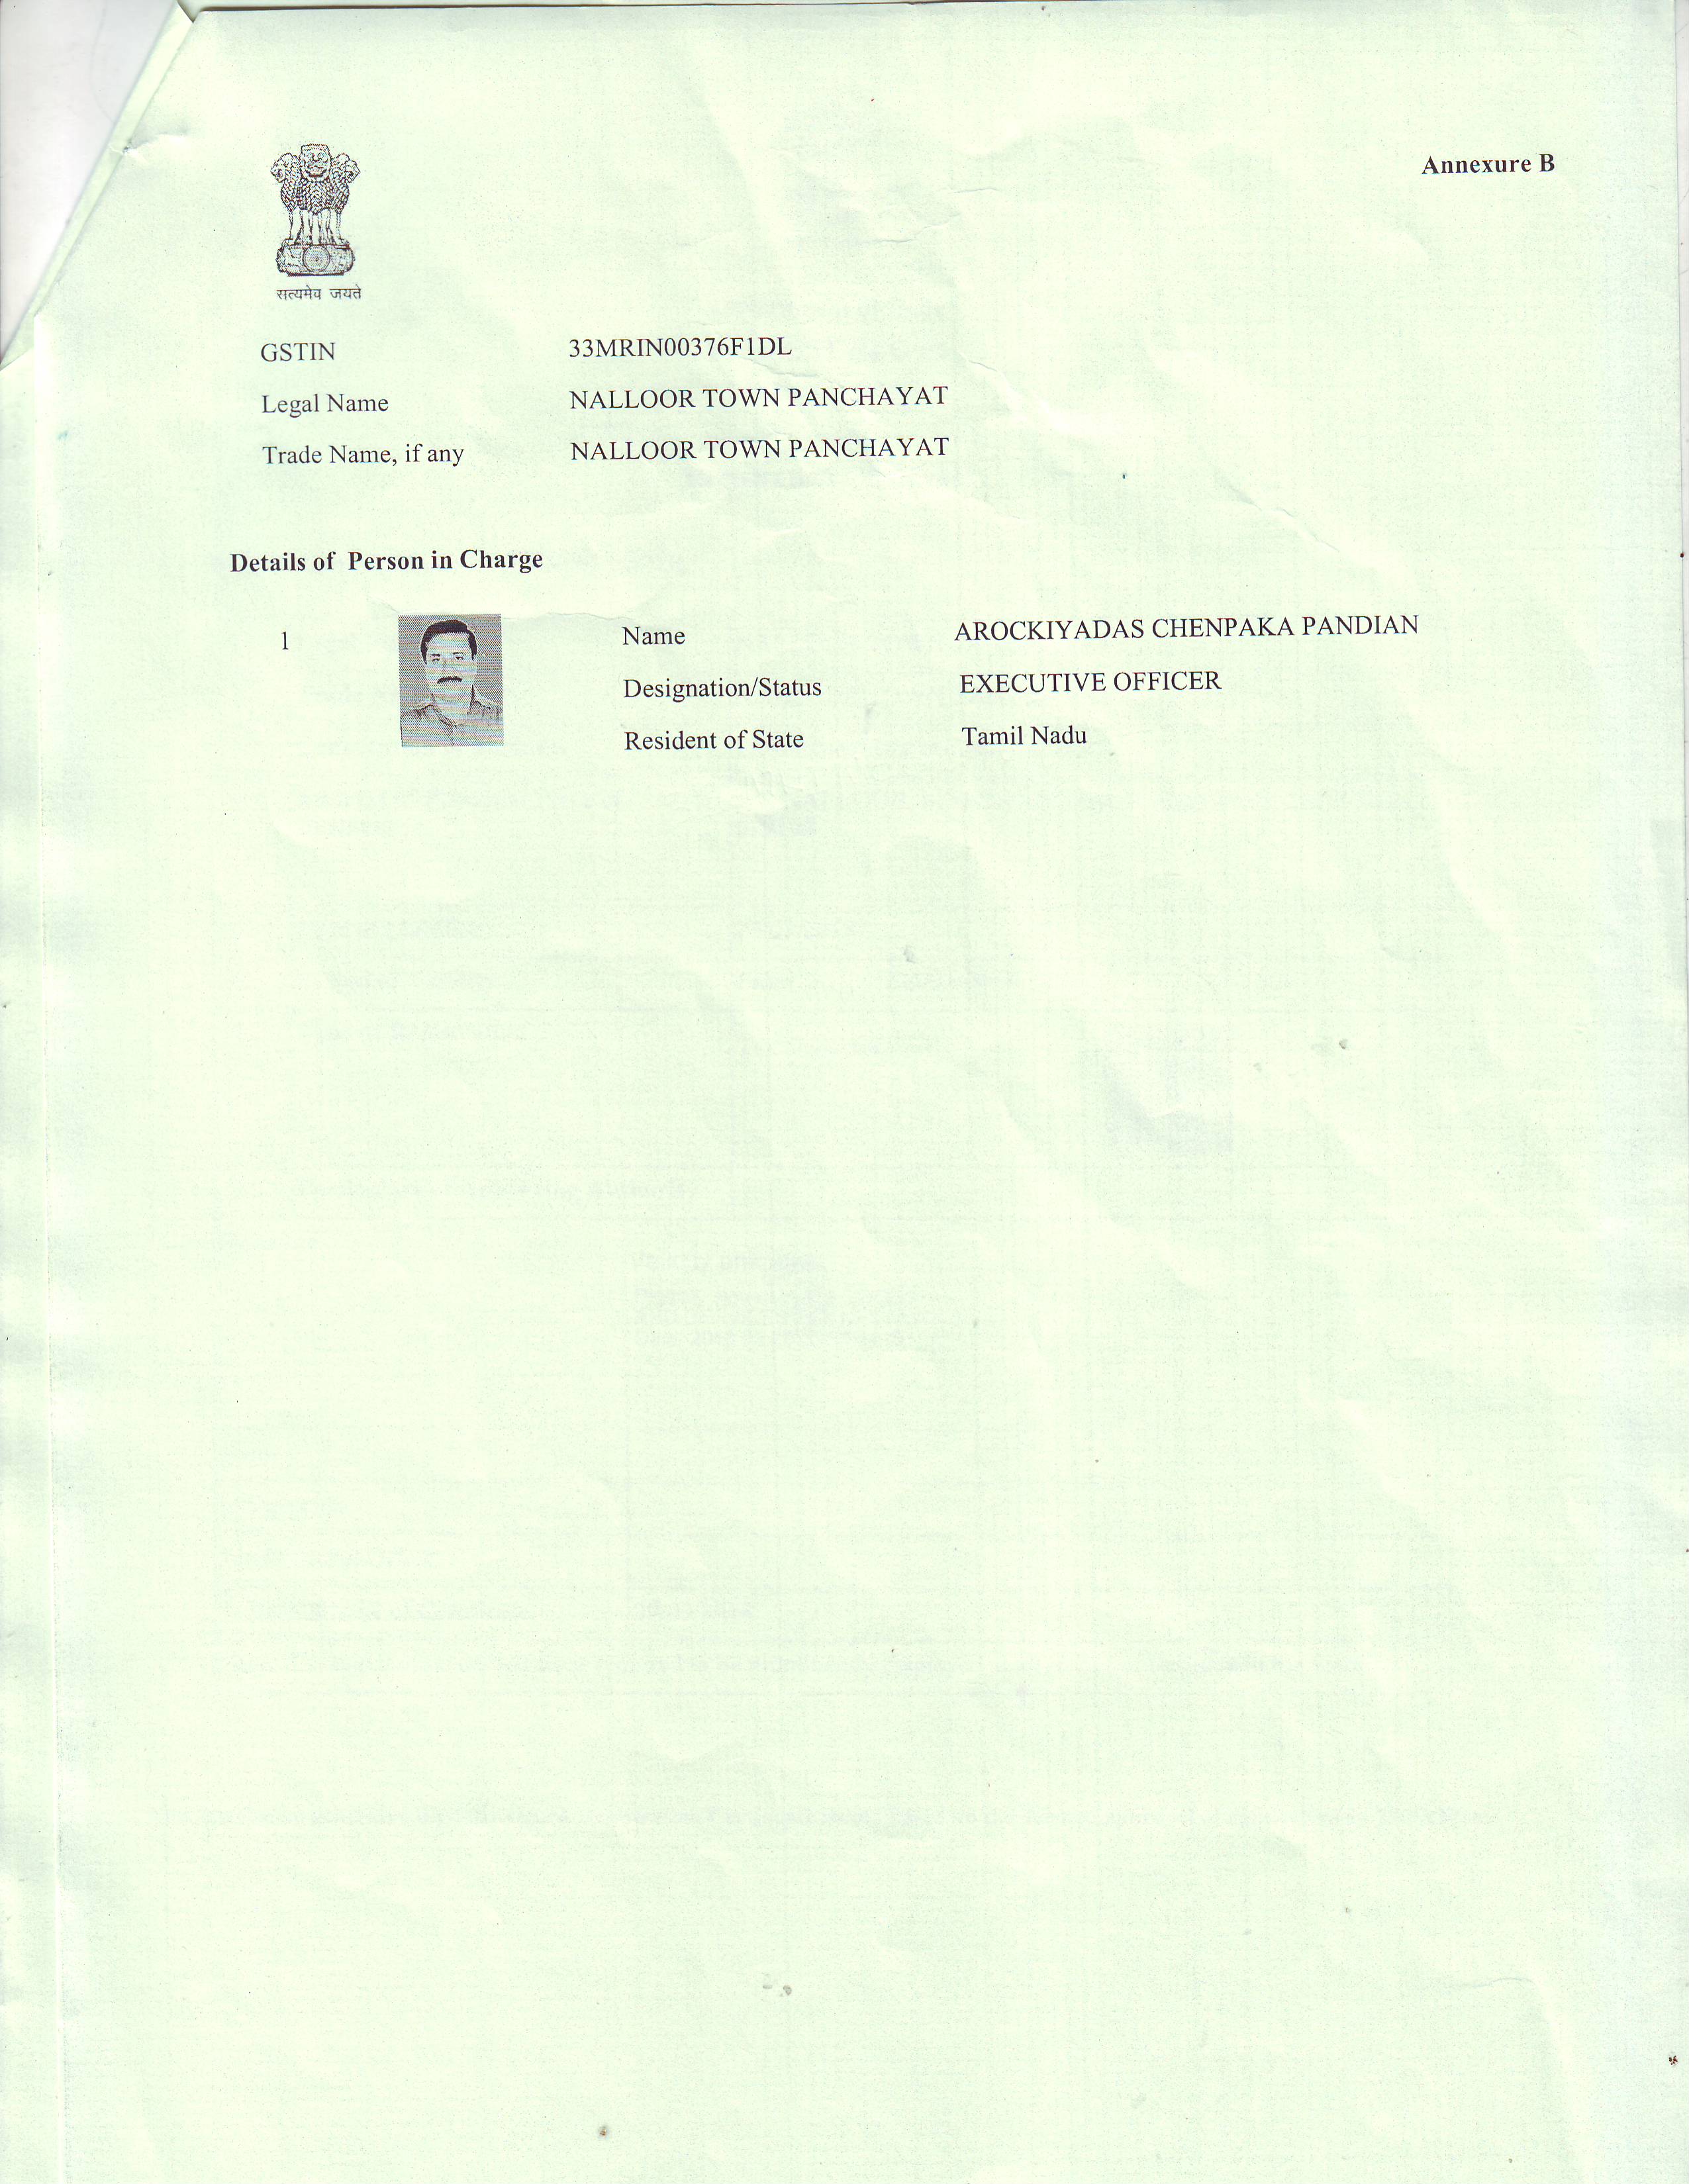 Annexure B
सत्यमेव जयते
GSTIN 33MRIN00376F1DL
Legal Name NALLOOR TOWN PANCHAYAT
Trade Name, if any NALLOOR TOWN PANCHAYAT
Details of Person in Charge
1 Name AROCKIYADAS CHENPAKA PANDIAN
Designation/Status EXECUTIVE OFFICER
Resident of State Tamil Nadu